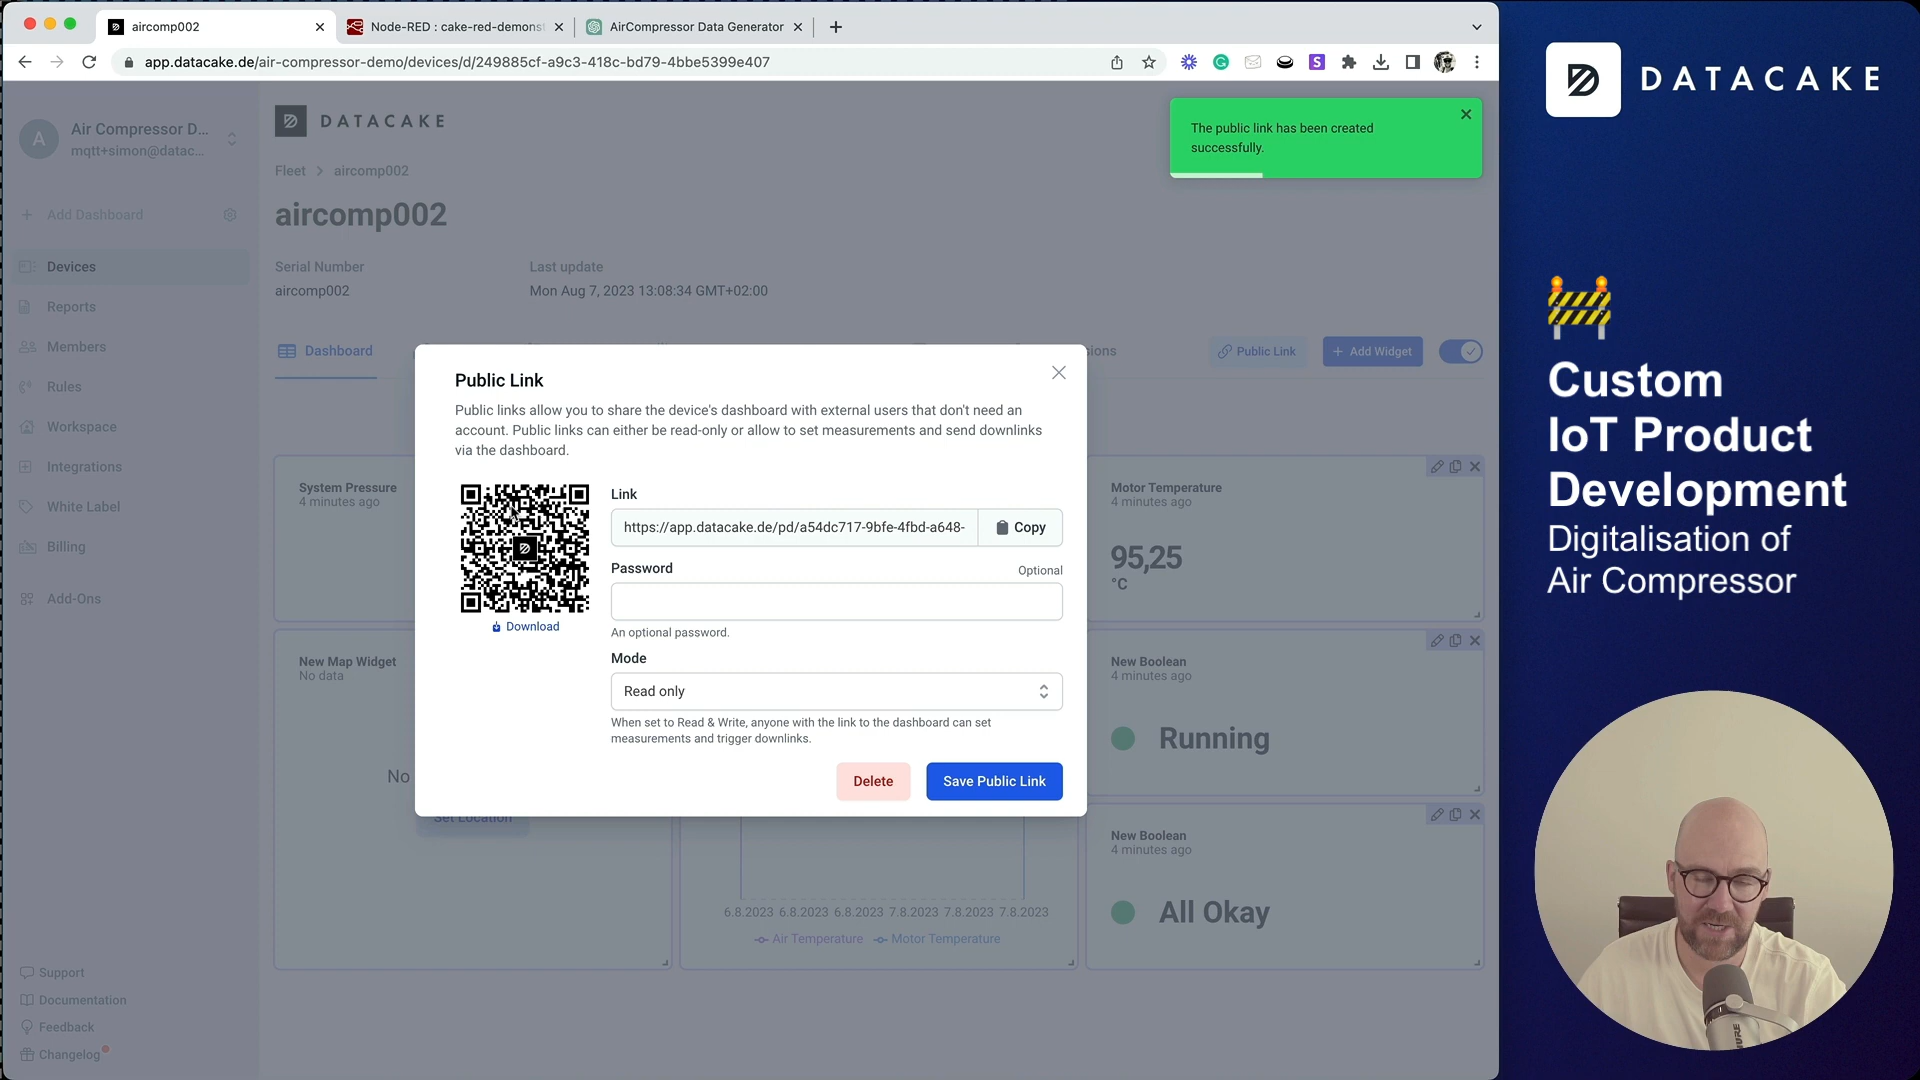 aircomp002
Node-RED : cake-red-demonst
AirCompressor Data Generator
app.datacake.de/air-compressor-demo/devices/d/249885cf-a9c3-418c-bd79-4bbe5399e407
DATACAKE
A
Air Compressor D...
mqtt+simon@datac...
DATACAKE
The public link has been created
successfully.
Fleet > aircomp002
Add Dashboard
aircomp002
Devices
Reports
Members
Rules
Workspace
Integrations
White Label
Billing
Add-Ons
Support
Documentation
Feedback
Changelog
Serial Number
aircomp002
Last update
Mon Aug 7, 2023 13:08:34 GMT+02:00
Dashboard
Public Link
+ Add Widget
Public Link
Public links allow you to share the device's dashboard with external users that don't need an
account. Public links can either be read-only or allow to set measurements and send downlinks
via the dashboard.
Download
Link
https://app.datacake.de/pd/a54dc717-9bfe-4fbd-a648-
Copy
Password
Optional
An optional password.
Mode
Read only
When set to Read & Write, anyone with the link to the dashboard can set
measurements and trigger downlinks.
Delete
Save Public Link
System Pressure
4 minutes ago
Motor Temperature
4 minutes ago
95,25
°C
New Map Widget
No data
No
Set Location
New Boolean
4 minutes ago
Running
New Boolean
4 minutes ago
All Okay
6.8.2023 6.8.2023 6.8.2023 7.8.2023 7.8.2023 7.8.2023
Air Temperature
Motor Temperature
Custom
IoT Product
Development
Digitalisation of
Air Compressor